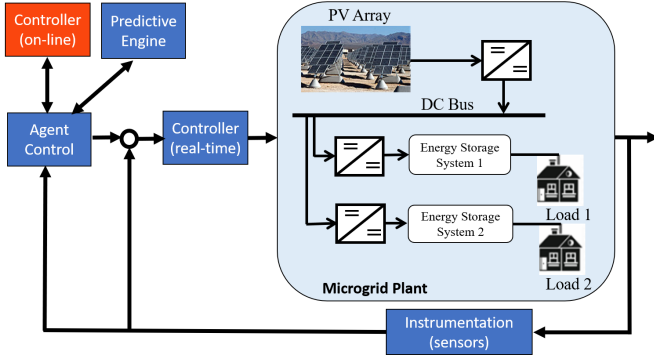 Controller
(on-line)
Predictive
Engine
Agent
Control
Controller
(real-time)
PV Array
DC Bus
Energy Storage
System 1
Load 1
Energy Storage
System 2
Load 2
Microgrid Plant
Instrumentation
(sensors)